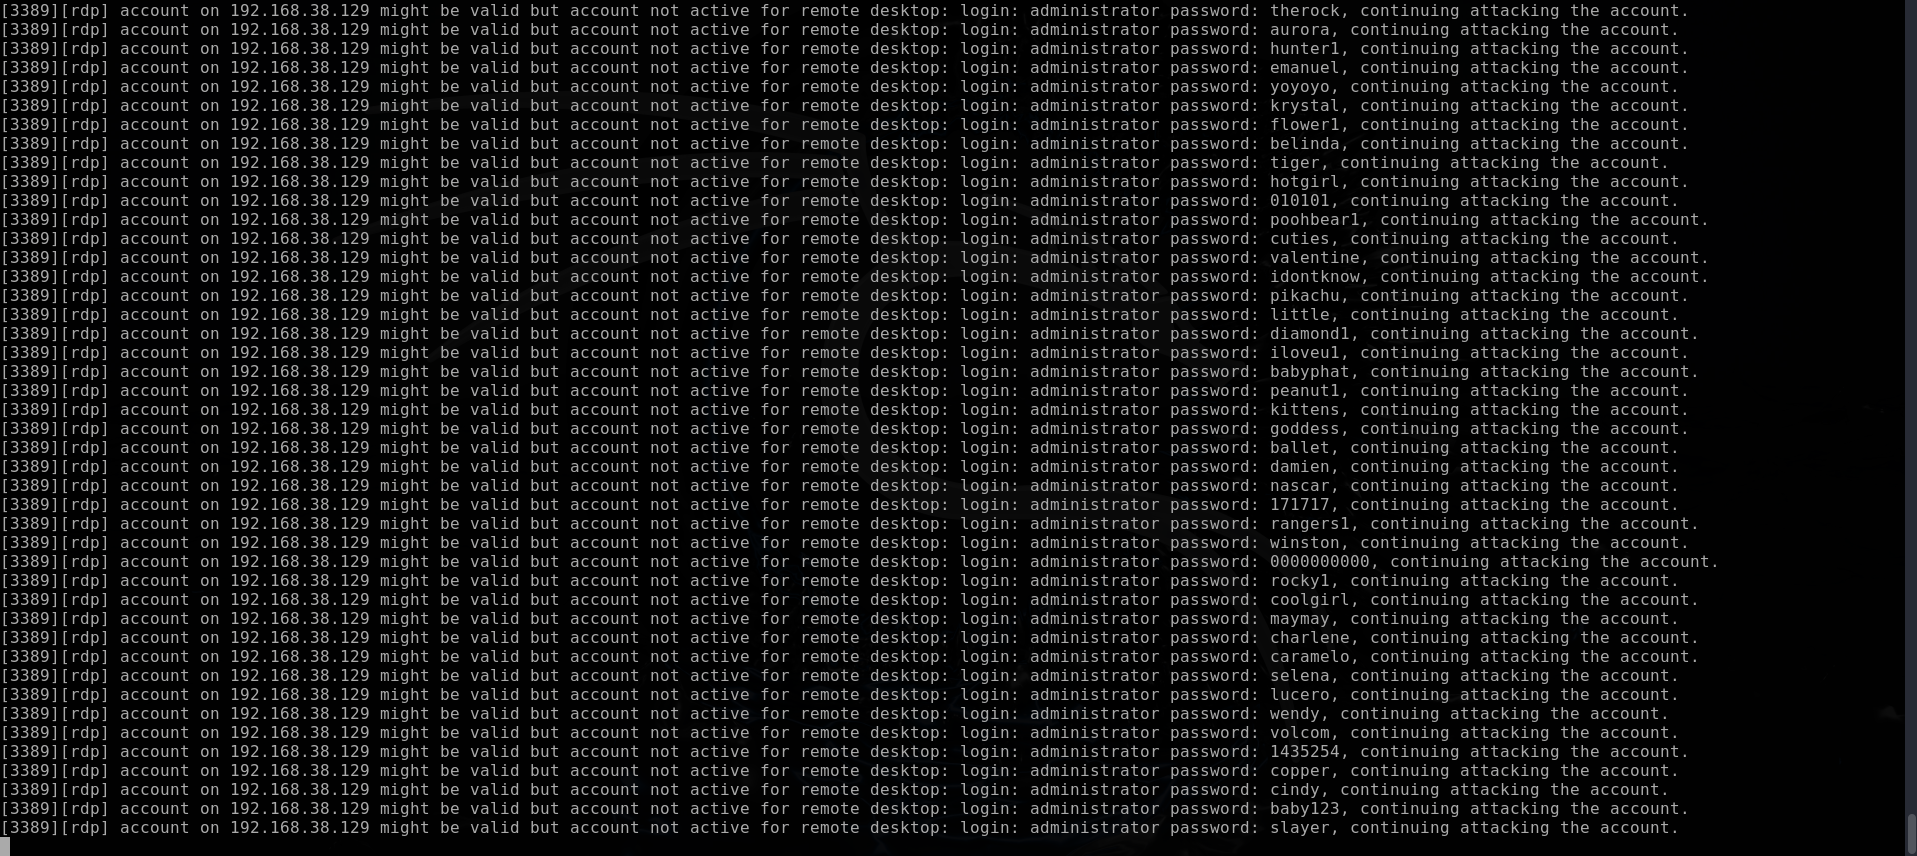 [3389][rdp] account on 192.168.38.129 might be valid but account not active for remote desktop: login: administrator password: therock, continuing attacking the account.
[3389][rdp] account on 192.168.38.129 might be valid but account not active for remote desktop: login: administrator password: aurora, continuing attacking the account.
[3389][rdp] account on 192.168.38.129 might be valid but account not active for remote desktop: login: administrator password: hunter1, continuing attacking the account.
[3389][rdp] account on 192.168.38.129 might be valid but account not active for remote desktop: login: administrator password: emanuel, continuing attacking the account.
[3389][rdp] account on 192.168.38.129 might be valid but account not active for remote desktop: login: administrator password: yoyoyo, continuing attacking the account.
[3389][rdp] account on 192.168.38.129 might be valid but account not active for remote desktop: login: administrator password: krystal, continuing attacking the account.
[3389][rdp] account on 192.168.38.129 might be valid but account not active for remote desktop: login: administrator password: flower1, continuing attacking the account.
[3389][rdp] account on 192.168.38.129 might be valid but account not active for remote desktop: login: administrator password: belinda, continuing attacking the account.
[3389][rdp] account on 192.168.38.129 might be valid but account not active for remote desktop: login: administrator password: tiger, continuing attacking the account.
[3389][rdp] account on 192.168.38.129 might be valid but account not active for remote desktop: login: administrator password: hotgirl, continuing attacking the account.
[3389][rdp] account on 192.168.38.129 might be valid but account not active for remote desktop: login: administrator password: 010101, continuing attacking the account.
[3389][rdp] account on 192.168.38.129 might be valid but account not active for remote desktop: login: administrator password: poohbear1, continuing attacking the account.
[3389][rdp] account on 192.168.38.129 might be valid but account not active for remote desktop: login: administrator password: cuties, continuing attacking the account.
[3389][rdp] account on 192.168.38.129 might be valid but account not active for remote desktop: login: administrator password: valentine, continuing attacking the account.
[3389][rdp] account on 192.168.38.129 might be valid but account not active for remote desktop: login: administrator password: idontknow, continuing attacking the account.
[3389][rdp] account on 192.168.38.129 might be valid but account not active for remote desktop: login: administrator password: pikachu, continuing attacking the account.
[3389][rdp] account on 192.168.38.129 might be valid but account not active for remote desktop: login: administrator password: little, continuing attacking the account.
[3389][rdp] account on 192.168.38.129 might be valid but account not active for remote desktop: login: administrator password: diamond1, continuing attacking the account.
[3389][rdp] account on 192.168.38.129 might be valid but account not active for remote desktop: login: administrator password: iloveu1, continuing attacking the account.
[3389][rdp] account on 192.168.38.129 might be valid but account not active for remote desktop: login: administrator password: babyphat, continuing attacking the account.
[3389][rdp] account on 192.168.38.129 might be valid but account not active for remote desktop: login: administrator password: peanut1, continuing attacking the account.
[3389][rdp] account on 192.168.38.129 might be valid but account not active for remote desktop: login: administrator password: kittens, continuing attacking the account.
[3389][rdp] account on 192.168.38.129 might be valid but account not active for remote desktop: login: administrator password: goddess, continuing attacking the account.
[3389][rdp] account on 192.168.38.129 might be valid but account not active for remote desktop: login: administrator password: ballet, continuing attacking the account.
[3389][rdp] account on 192.168.38.129 might be valid but account not active for remote desktop: login: administrator password: damien, continuing attacking the account.
[3389][rdp] account on 192.168.38.129 might be valid but account not active for remote desktop: login: administrator password: nascar, continuing attacking the account.
[3389][rdp] account on 192.168.38.129 might be valid but account not active for remote desktop: login: administrator password: 171717, continuing attacking the account.
[3389][rdp] account on 192.168.38.129 might be valid but account not active for remote desktop: login: administrator password: rangers1, continuing attacking the account.
[3389][rdp] account on 192.168.38.129 might be valid but account not active for remote desktop: login: administrator password: winston, continuing attacking the account.
[3389][rdp] account on 192.168.38.129 might be valid but account not active for remote desktop: login: administrator password: 0000000000, continuing attacking the account.
[3389][rdp] account on 192.168.38.129 might be valid but account not active for remote desktop: login: administrator password: rocky1, continuing attacking the account.
[3389][rdp] account on 192.168.38.129 might be valid but account not active for remote desktop: login: administrator password: coolgirl, continuing attacking the account.
[3389][rdp] account on 192.168.38.129 might be valid but account not active for remote desktop: login: administrator password: maymay, continuing attacking the account.
[3389][rdp] account on 192.168.38.129 might be valid but account not active for remote desktop: login: administrator password: charlene, continuing attacking the account.
[3389][rdp] account on 192.168.38.129 might be valid but account not active for remote desktop: login: administrator password: caramelo, continuing attacking the account.
[3389][rdp] account on 192.168.38.129 might be valid but account not active for remote desktop: login: administrator password: selena, continuing attacking the account.
[3389][rdp] account on 192.168.38.129 might be valid but account not active for remote desktop: login: administrator password: lucero, continuing attacking the account.
[3389][rdp] account on 192.168.38.129 might be valid but account not active for remote desktop: login: administrator password: wendy, continuing attacking the account.
[3389][rdp] account on 192.168.38.129 might be valid but account not active for remote desktop: login: administrator password: volcom, continuing attacking the account.
[3389][rdp] account on 192.168.38.129 might be valid but account not active for remote desktop: login: administrator password: 1435254, continuing attacking the account.
[3389][rdp] account on 192.168.38.129 might be valid but account not active for remote desktop: login: administrator password: copper, continuing attacking the account.
[3389][rdp] account on 192.168.38.129 might be valid but account not active for remote desktop: login: administrator password: cindy, continuing attacking the account.
[3389][rdp] account on 192.168.38.129 might be valid but account not active for remote desktop: login: administrator password: baby123, continuing attacking the account.
[3389][rdp] account on 192.168.38.129 might be valid but account not active for remote desktop: login: administrator password: slayer, continuing attacking the account.